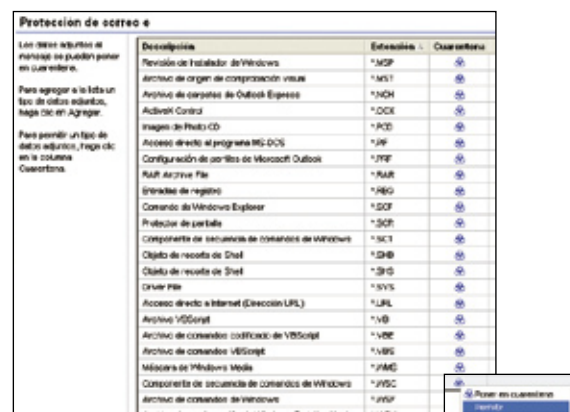 Protección de correo e
Los datos adjuntos al
mensaje se pueden poner
en cuarentena.
Para agregar a la lista un
tipo de datos adjuntos,
haga clic en Agregar.
Para permitir un tipo de
datos adjuntos, haga clic
en la columna
Cuarentena.
Descripción Extensión Cuarentena
Revisión de Instalador de Windows *.MSP
Archivo de origen de comprobación visual *.MST
Archivo de carpetas de Outlook Express *.NCH
ActiveX Control *.OCX
Imagen de Photo CD *.PCD
Acceso directo al programa MS-DOS *.PIF
Configuración de perfiles de Microsoft Outlook *.PRF
RAR Archive File *.RAR
Entradas de registro *.REG
Comando de Windows Explorer *.SCF
Protector de pantalla *.SCR
Componente de secuencia de comandos de Windows *.SCT
Objeto de recorte de Shell *.SHB
Objeto de recorte de Shell *.SHS
Driver File *.SYS
Acceso directo a Internet (Dirección URL) *.URL
Archivo VBScript *.VB
Archivo de comandos codificado de VBScript *.VBE
Archivo de comandos VBScript *.VBS
Máscara de Windows Media *.WMS
Componente de secuencia de comandos de Windows *.WSC
Archivo de comandos de Windows *.WSF
Poner en cuarentena
Permitir